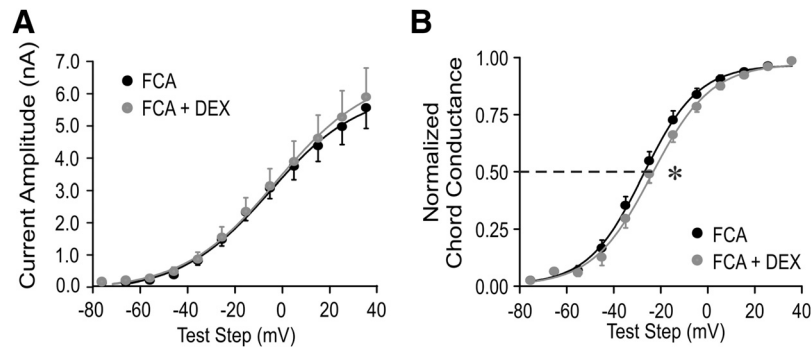 A
Current Amplitude (nA)
7.0
6.0
5.0
4.0
3.0
2.0
1.0
0.0
FCA
FCA + DEX
-80
-60
-40
-20
0
20
40
Test Step (mV)
B
Normalized
Chord Conductance
1.00
0.75
0.50
0.25
0.00
*
FCA
FCA + DEX
-80
-60
-40
-20
0
20
40
Test Step (mV)